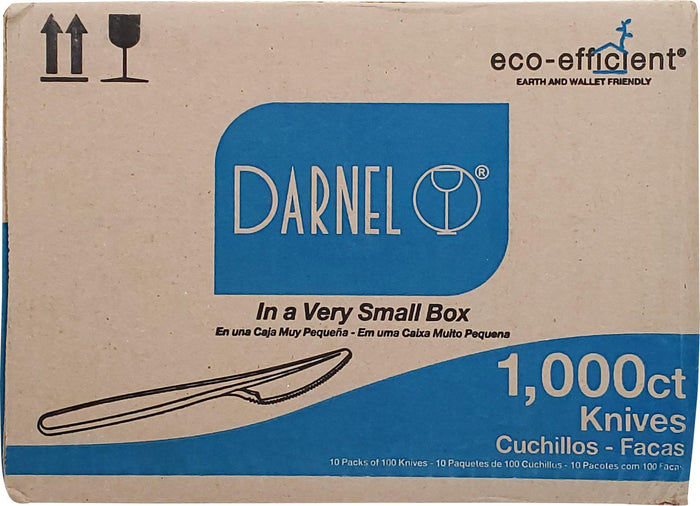 eco-efficient®
EARTH AND WALLET FRIENDLY
DARNEL ®
In a Very Small Box
En una Caja Muy Pequeña - Em uma Caixa Muito Pequena
1,000ct
Knives
Cuchillos - Facas
10 Packs of 100 Knives - 10 Paquetes de 100 Cuchillos - 10 Pacotes com 100 Facas